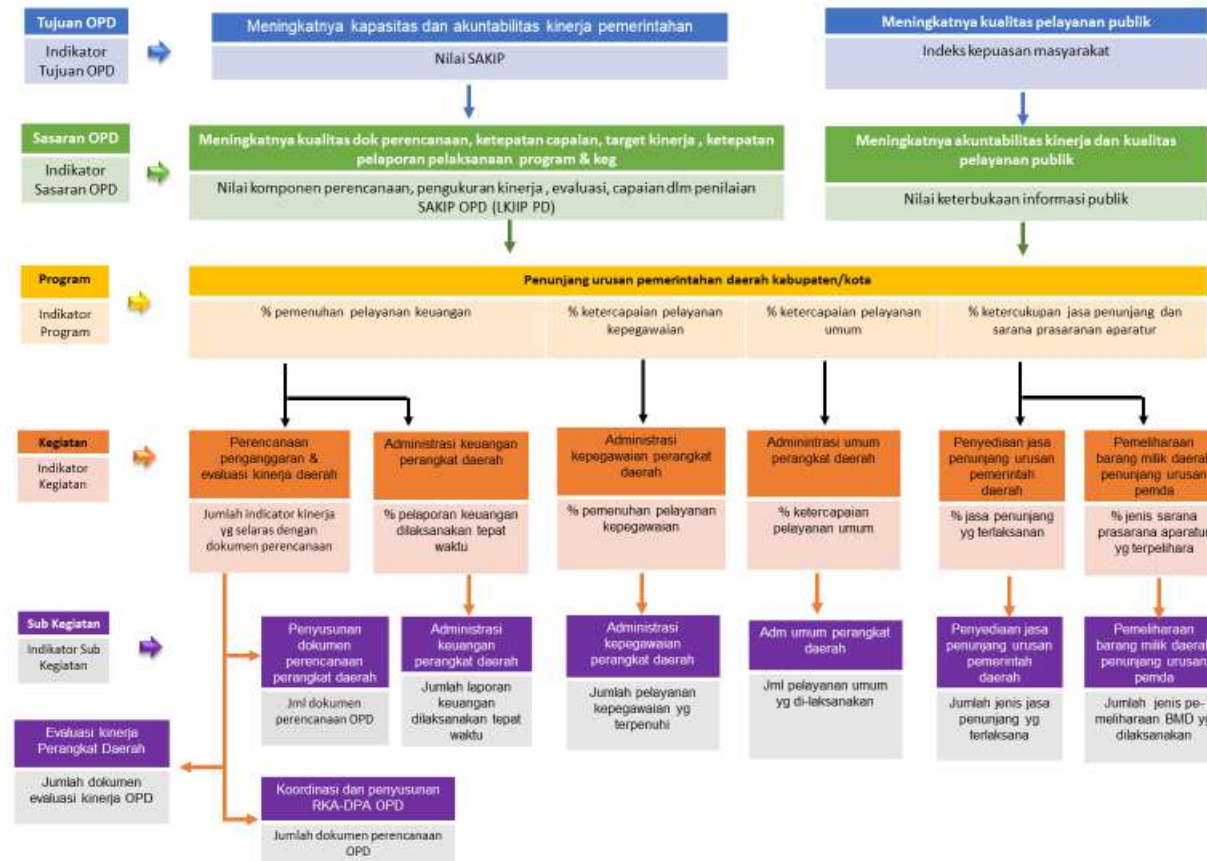 Tujuan OPD
Indikator
Tujuan OPD
Meningkatnya kapasitas dan akuntabilitas kinerja pemerintahan
Nilai SAKIP
Meningkatnya kualitas pelayanan publik
Indeks kepuasan masyarakat
Sasaran OPD
Indikator
Sasaran OPD
Meningkatnya kualitas dok perencanaan, ketepatan capaian, target kinerja , ketepatan
pelaporan pelaksanaan program & keg
Nilai komponen perencanaan, pengukuran kinerja , evaluasi, capaian dlm penilaian
SAKIP OPD (LKJIP PD)
Meningkatnya akuntabilitas kinerja dan kualitas
pelayanan publik
Nilai keterbukaan informasi publik
Program
Indikator
Program
Penunjang urusan pemerintahan daerah kabupaten/kota
% pemenuhan pelayanan keuangan
% ketercapaian pelayanan
kepegawaian
% ketercapaian pelayanan
umum
% ketercukupan jasa penunjang dan
sarana prasaranan aparatur
Kegiatan
Indikator
Kegiatan
Perencanaan
penganggaran &
evaluasi kinerja daerah
Jumlah indicator kinerja
yg selaras dengan
dokumen perencanaan
Administrasi keuangan
perangkat daerah
% pelaporan keuangan
dilaksanakan tepat
waktu
Administrasi
kepegawaian perangkat
daerah
% pemenuhan pelayanan
kepegawaian
Adminintrasi umum
perangkat daerah
% ketercapaian
pelayanan umum
Penyediaan jasa
penunjang urusan
pemerintah
daerah
% jasa penunjang
yg terlaksanan
Pemeliharaan
barang milik daerah
penunjang urusan
pemda
% jenis sarana
prasarana aparatur
yg terpelihara
Sub Kegiatan
Indikator Sub
Kegiatan
Penyusunan
dokumen
perencanaan
perangkat daerah
Jml dokumen
perencanaan OPD
Administrasi
keuangan
perangkat daerah
Jumlah laporan
keuangan
dilaksanakan tepat
waktu
Administrasi
kepegawaian
perangkat daerah
Jumlah pelayanan
kepegawaian yg
terpenuhi
Adm umum perangkat
daerah
Jml pelayanan umum
yg di-laksanakan
Penyediaan jasa
penunjang urusan
pemerintah
daerah
Jumlah jenis jasa
penunjang yg
terlaksana
Pemeliharaan
barang milik daerah
penunjang urusan
pemda
Jumlah jenis pe-
meliharaan BMD yg
dilaksanakan
Evaluasi kinerja
Perangkat Daerah
Jumlah dokumen
evaluasi kinerja OPD
Koordinasi dan penyusunan
RKA-DPA OPD
Jumlah dokumen perencanaan
OPD